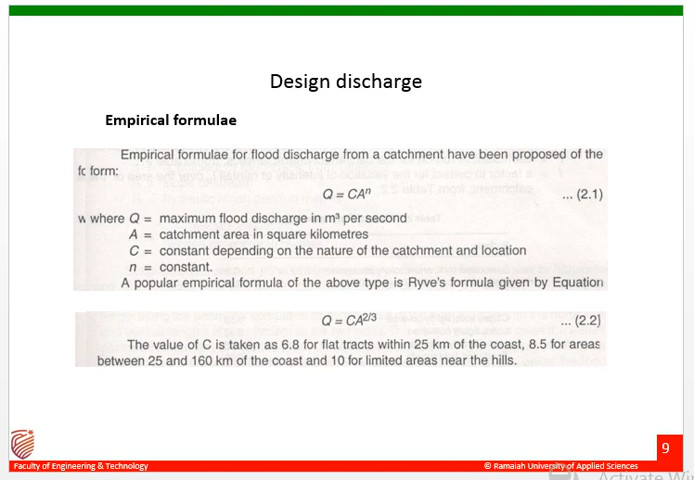 Design discharge
Empirical formulae
Empirical formulae for flood discharge from a catchment have been proposed of the
fc form:
Q = CAⁿ ... (2.1)
w where Q = maximum flood discharge in m³ per second
A = catchment area in square kilometres
C = constant depending on the nature of the catchment and location
n = constant.
A popular empirical formula of the above type is Ryve's formula given by Equation
Q = CA²/³ ... (2.2)
The value of C is taken as 6.8 for flat tracts within 25 km of the coast, 8.5 for areas
between 25 and 160 km of the coast and 10 for limited areas near the hills.
9
Faculty of Engineering & Technology © Ramaiah University of Applied Sciences
Activate Wi